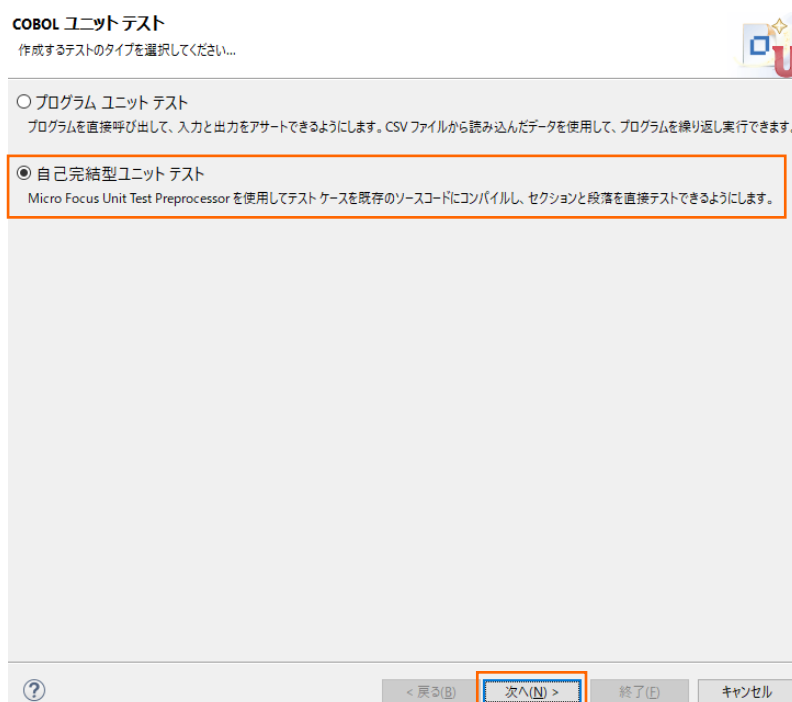 COBOL ユニット テスト
作成するテストのタイプを選択してください...
プログラム ユニット テスト
プログラムを直接呼び出して、入力と出力をアサートできるようにします。CSV ファイルから読み込んだデータを使用して、プログラムを繰り返し実行できます。
自己完結型ユニット テスト
Micro Focus Unit Test Preprocessor を使用してテスト ケースを既存のソースコードにコンパイルし、セクションと段落を直接テストできるようにします。
< 戻る(B) 次へ(N) > 終了(F) キャンセル